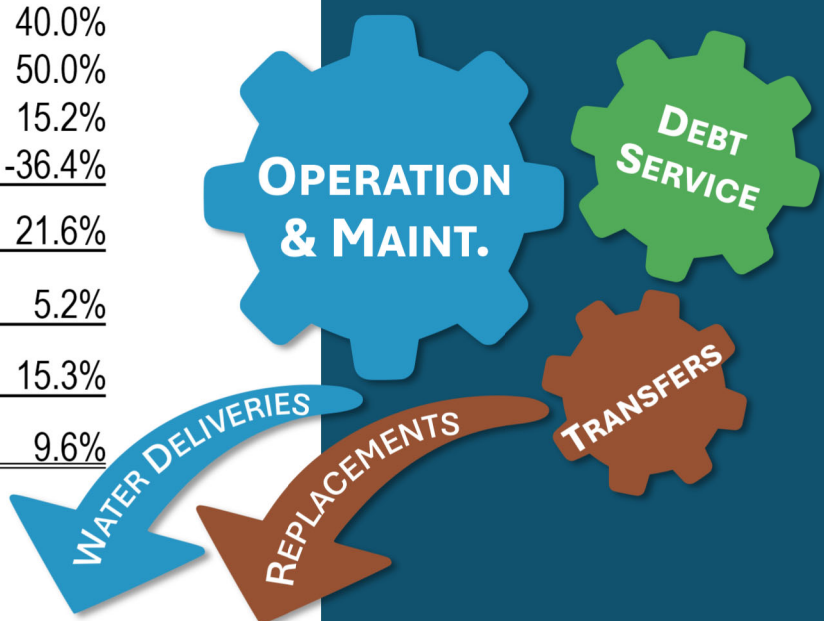 40.0%
50.0%
15.2%
-36.4%
21.6%
5.2%
15.3%
9.6%
OPERATION
& MAINT.
DEBT
SERVICE
TRANSFERS
WATER DELIVERIES
REPLACEMENTS